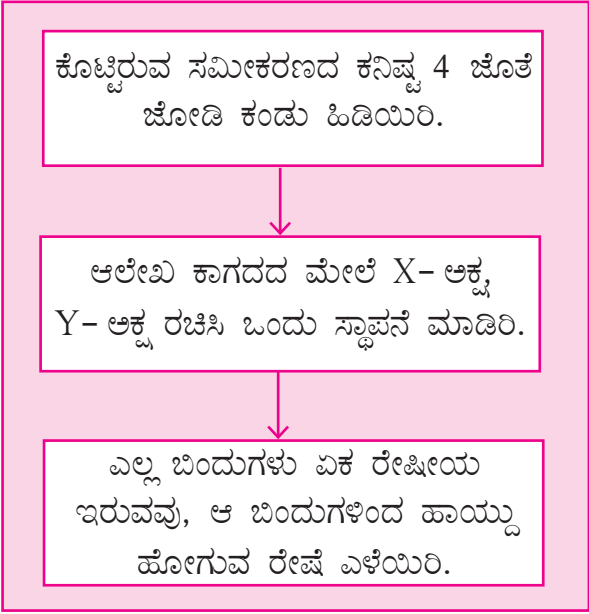 ಕೊಟ್ಟಿರುವ ಸಮೀಕರಣದ ಕನಿಷ್ಟ 4 ಜೊತೆ
ಜೋಡಿ ಕಂಡು ಹಿಡಿಯಿರಿ.
ಆಲೇಖ ಕಾಗದದ ಮೇಲೆ X- ಅಕ್ಷ,
Y- ಅಕ್ಷ ರಚಿಸಿ ಒಂದು ಸ್ಥಾಪನೆ ಮಾಡಿರಿ.
ಎಲ್ಲ ಬಿಂದುಗಳು ಏಕ ರೇಷೀಯ
ಇರುವವು, ಆ ಬಿಂದುಗಳಿಂದ ಹಾಯ್ದು
ಹೋಗುವ ರೇಷೆ ಎಳೆಯಿರಿ.